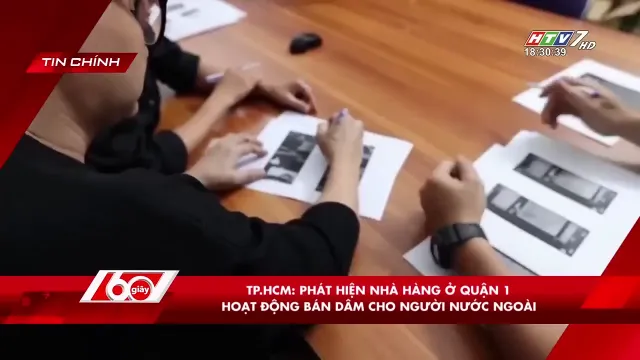 HTV7 HD
18:30:39
TIN CHÍNH
60 giây
TP.HCM: PHÁT HIỆN NHÀ HÀNG Ở QUẬN 1
HOẠT ĐỘNG BÁN DÂM CHO NGƯỜI NƯỚC NGOÀI